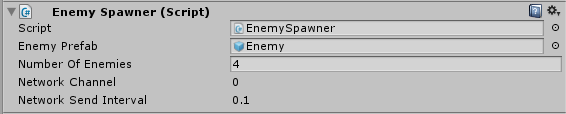 Enemy Spawner (Script)
Script EnemySpawner
Enemy Prefab Enemy
Number Of Enemies 4
Network Channel 0
Network Send Interval 0.1